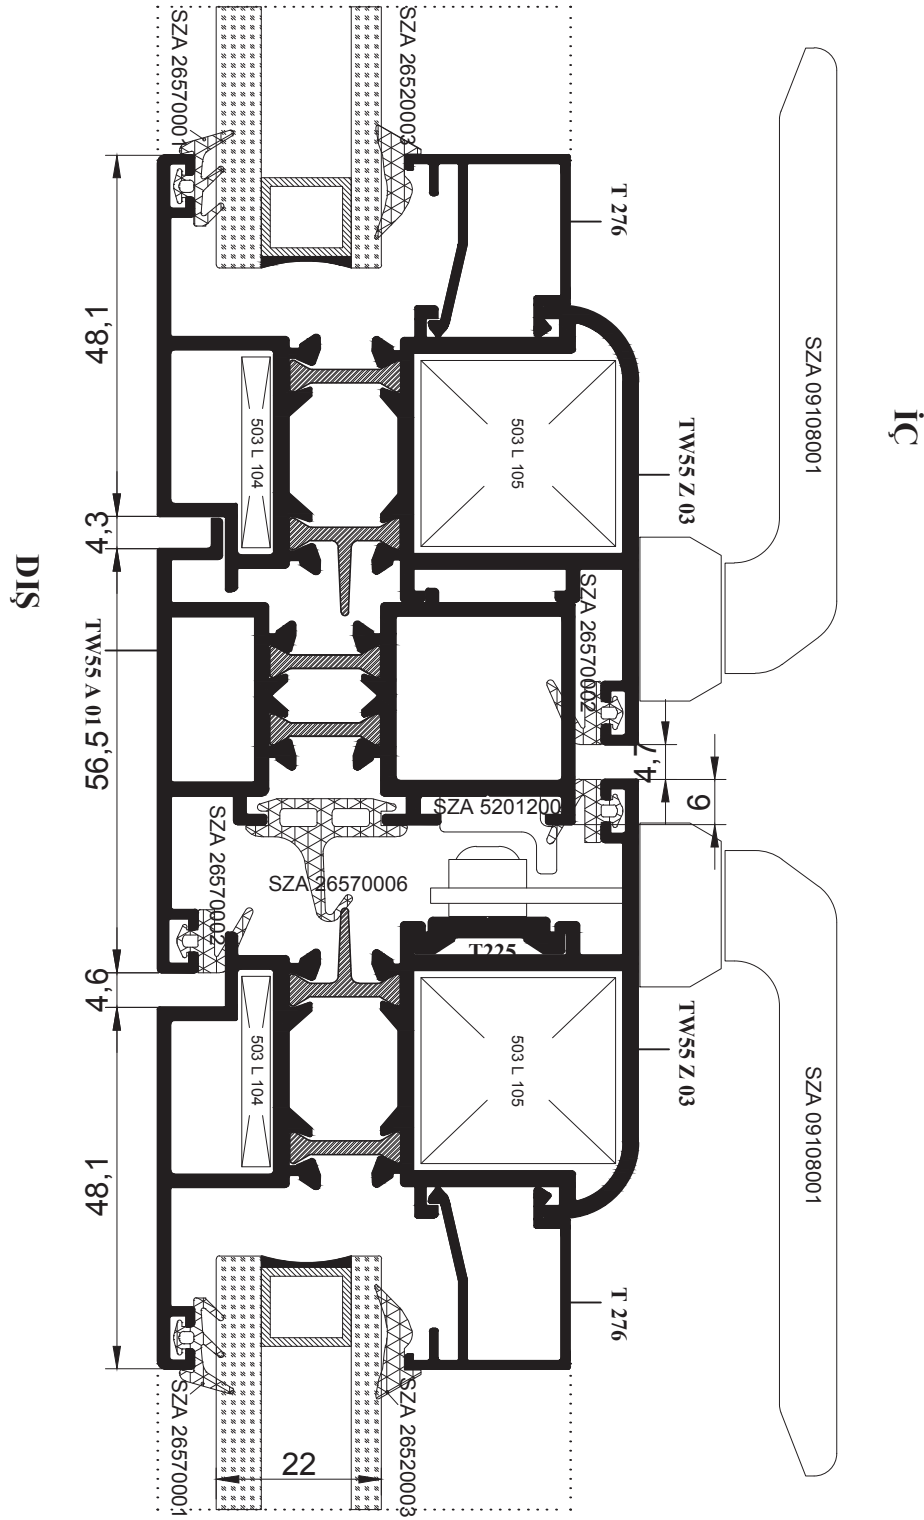 SZA 26570001
SZA 26520003
T 276
48,1
SZA 09108001
İÇ
503 L 104
503 L 105
TW55 Z 03
4,3
DIŞ
SZA 26570002
TW55 A 01
56,5
4,7
6
SZA 5201200
SZA 26570002
SZA 26570006
T225
4,6
503 L 104
503 L 105
TW55 Z 03
SZA 09108001
48,1
T 276
SZA 26570001
22
SZA 26520003